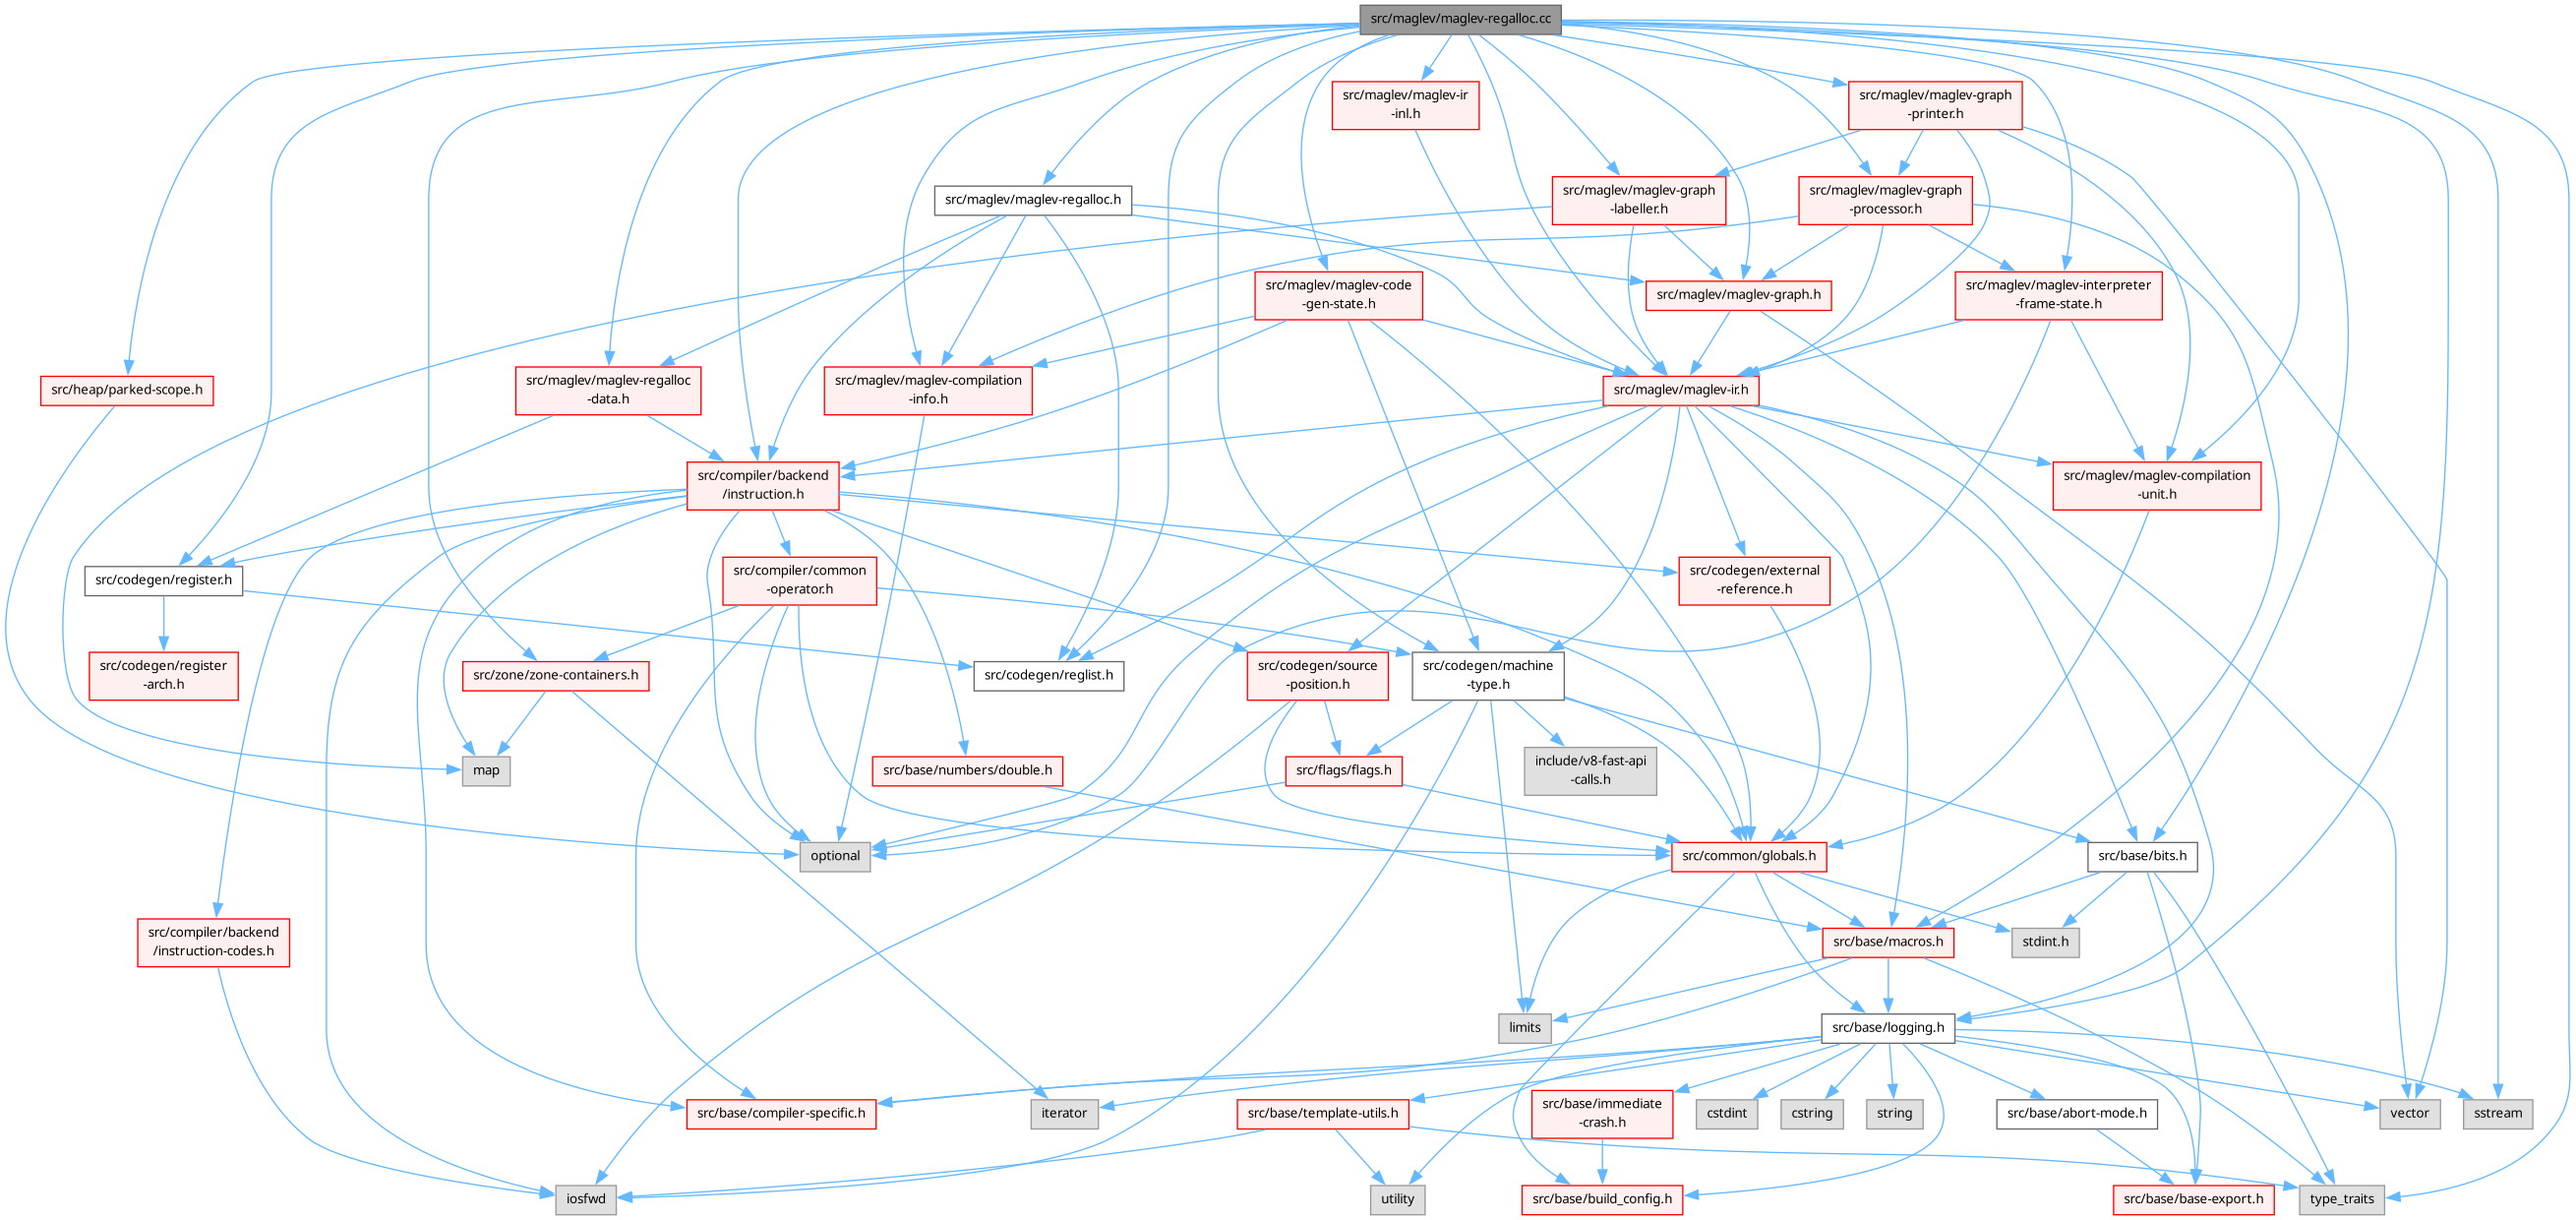 src/maglev/maglev-regalloc.cc
src/maglev/maglev-ir
-inl.h
src/maglev/maglev-graph
-printer.h
src/maglev/maglev-regalloc.h
src/maglev/maglev-graph
-labeller.h
src/maglev/maglev-graph
-processor.h
src/maglev/maglev-code
-gen-state.h
src/maglev/maglev-graph.h
src/maglev/maglev-interpreter
-frame-state.h
src/heap/parked-scope.h
src/maglev/maglev-regalloc
-data.h
src/maglev/maglev-compilation
-info.h
src/maglev/maglev-ir.h
src/compiler/backend
/instruction.h
src/maglev/maglev-compilation
-unit.h
src/codegen/register.h
src/compiler/common
-operator.h
src/codegen/external
-reference.h
src/codegen/register
-arch.h
src/zone/zone-containers.h
src/codegen/reglist.h
src/codegen/source
-position.h
src/codegen/machine
-type.h
map
src/base/numbers/double.h
src/flags/flags.h
include/v8-fast-api
-calls.h
optional
src/common/globals.h
src/base/bits.h
src/compiler/backend
/instruction-codes.h
src/base/macros.h
stdint.h
limits
src/base/logging.h
src/base/compiler-specific.h
iterator
src/base/template-utils.h
src/base/immediate
-crash.h
cstdint
cstring
string
src/base/abort-mode.h
vector
sstream
iosfwd
utility
src/base/build_config.h
src/base/base-export.h
type_traits